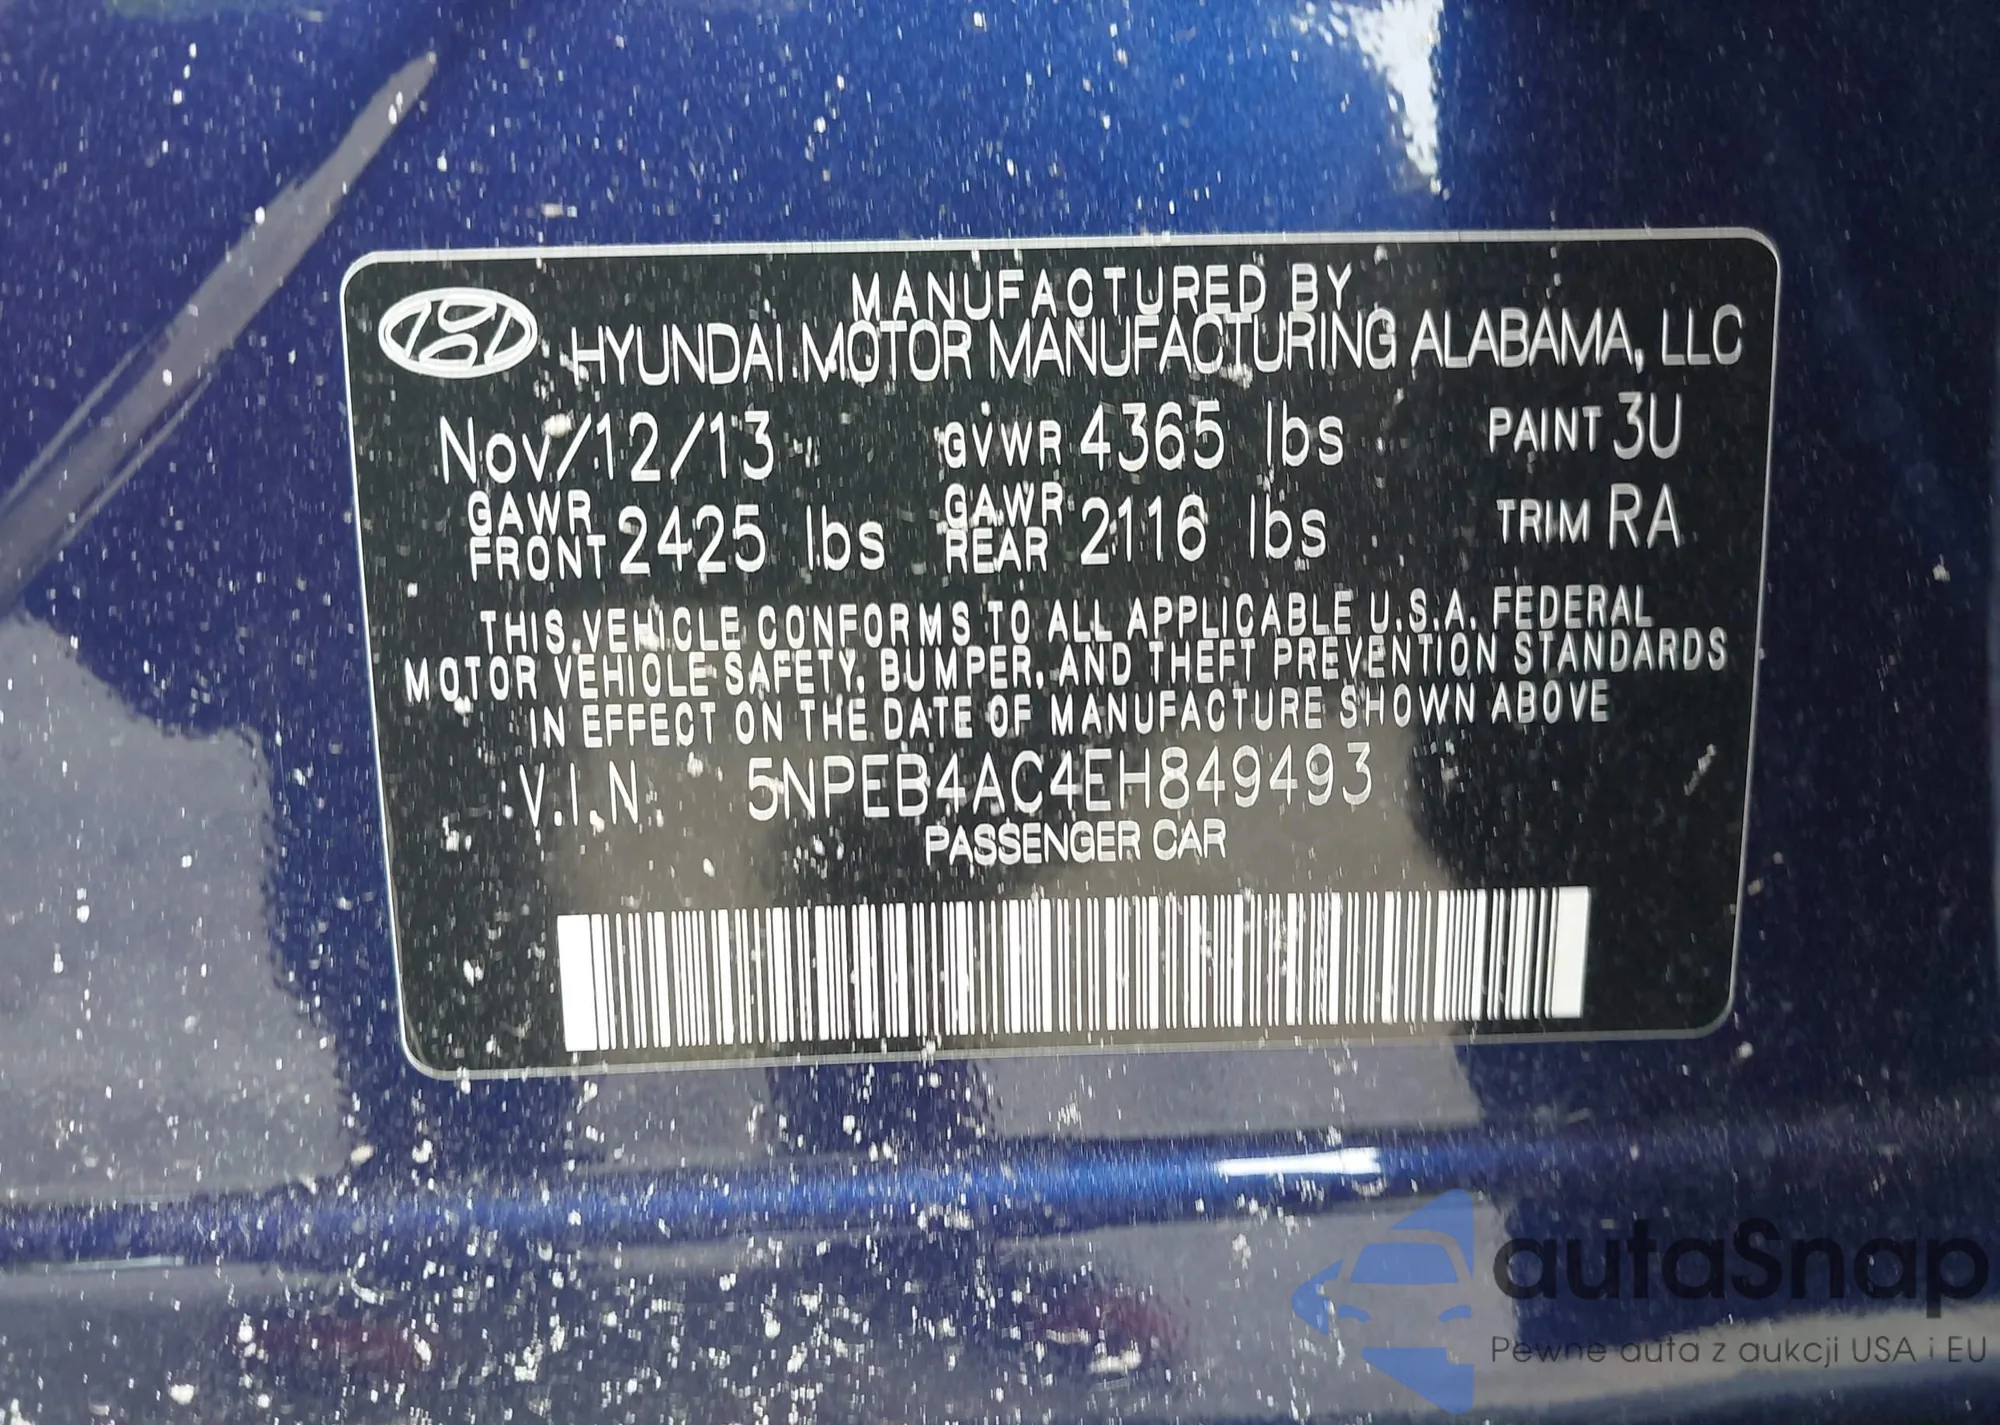 MANUFACTURED BY
HYUNDAI MOTOR MANUFACTURING ALABAMA, LLC
Nov/12/13 GVWR 4365 lbs PAINT 3U
GAWR FRONT 2425 lbs GAWR REAR 2116 lbs TRIM RA
THIS VEHICLE CONFORMS TO ALL APPLICABLE U.S.A. FEDERAL
MOTOR VEHICLE SAFETY, BUMPER, AND THEFT PREVENTION STANDARDS
IN EFFECT ON THE DATE OF MANUFACTURE SHOWN ABOVE
V.I.N. 5NPEB4AC4EH849493
PASSENGER CAR
autaSnap
Pewne auta z aukcji USA i EU